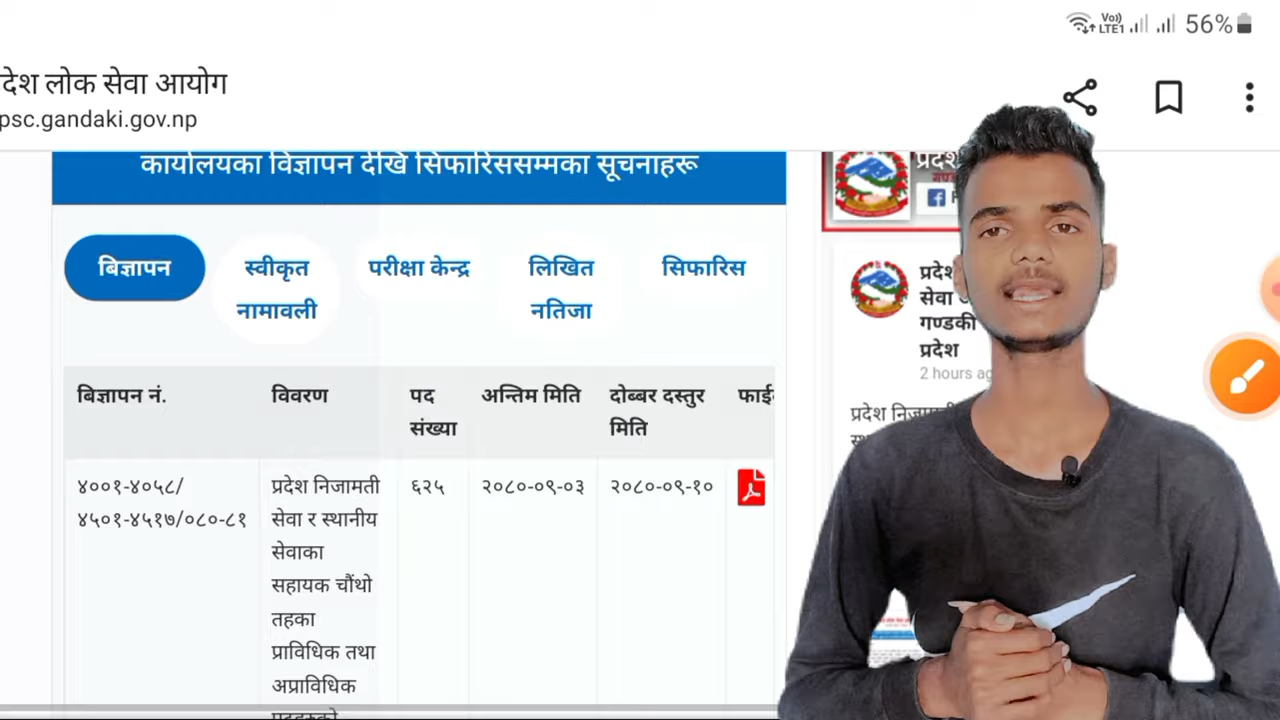 Vo)) LTE1 56%
देश लोक सेवा आयोग
psc.gandaki.gov.np
कार्यालयका विज्ञापन देखि सिफारिससम्मका सूचनाहरू
बिज्ञापन
स्वीकृत
नामावली
परीक्षा केन्द्र
लिखित
नतिजा
सिफारिस
बिज्ञापन नं.
विवरण
पद
संख्या
अन्तिम मिति
दोब्बर दस्तुर
मिति
४००१-४०५८/
४५०१-४५१७/०८०-८१
प्रदेश निजामती
सेवा र स्थानीय
सेवाका
सहायक चौंथो
तहका
प्राविधिक तथा
अप्राविधिक
६२५
२०८०-०९-०३
२०८०-०९-१०
सेवा
गण्डकी
प्रदेश
2 hours
प्रदेश